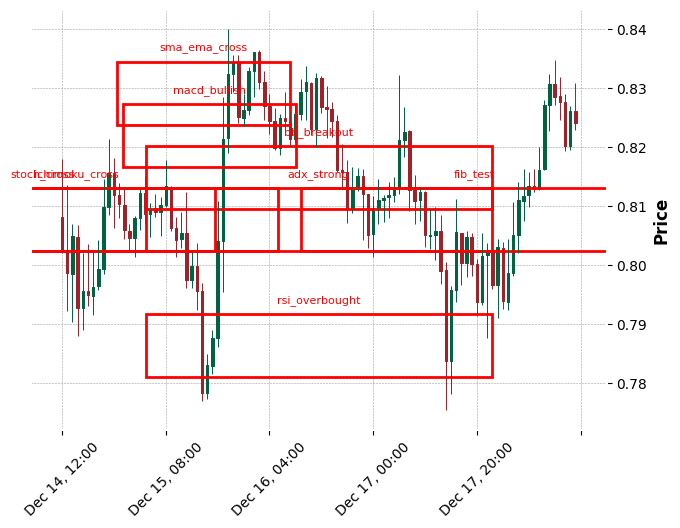 sma_ema_cross
macd_bullish
bb_breakout
stoch_cross
ichimoku_cross
adx_strong
fib_test
rsi_overbought
0.84
0.83
0.82
0.81
0.80
0.79
0.78
Price
Dec 14, 12:00
Dec 15, 08:00
Dec 16, 04:00
Dec 17, 00:00
Dec 17, 20:00